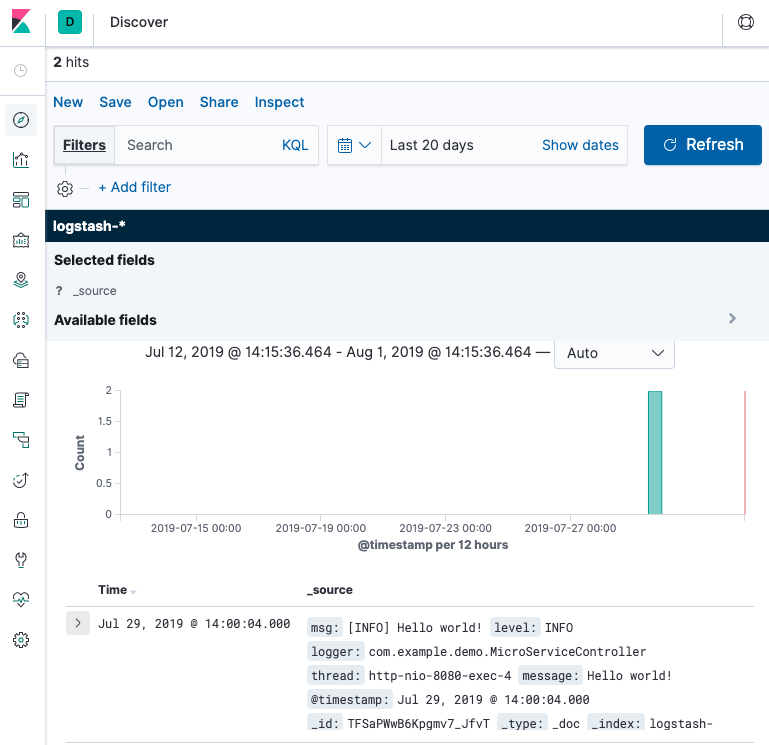 D Discover
2 hits
New Save Open Share Inspect
Filters Search KQL Last 20 days Show dates Refresh
+ Add filter
logstash-*
Selected fields
? _source
Available fields
Jul 12, 2019 @ 14:15:36.464 - Aug 1, 2019 @ 14:15:36.464 — Auto
2
1.5
1
0.5
0
Count
2019-07-15 00:00 2019-07-19 00:00 2019-07-23 00:00 2019-07-27 00:00
@timestamp per 12 hours
Time _source
Jul 29, 2019 @ 14:00:04.000 msg: [INFO] Hello world! level: INFO
logger: com.example.demo.MicroServiceController
thread: http-nio-8080-exec-4 message: Hello world!
@timestamp: Jul 29, 2019 @ 14:00:04.000
_id: TFSaPWwB6Kpgmv7_JfvT _type: _doc _index: logstash-